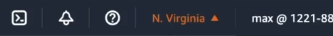 N. Virginia ▲ max @ 1221-88